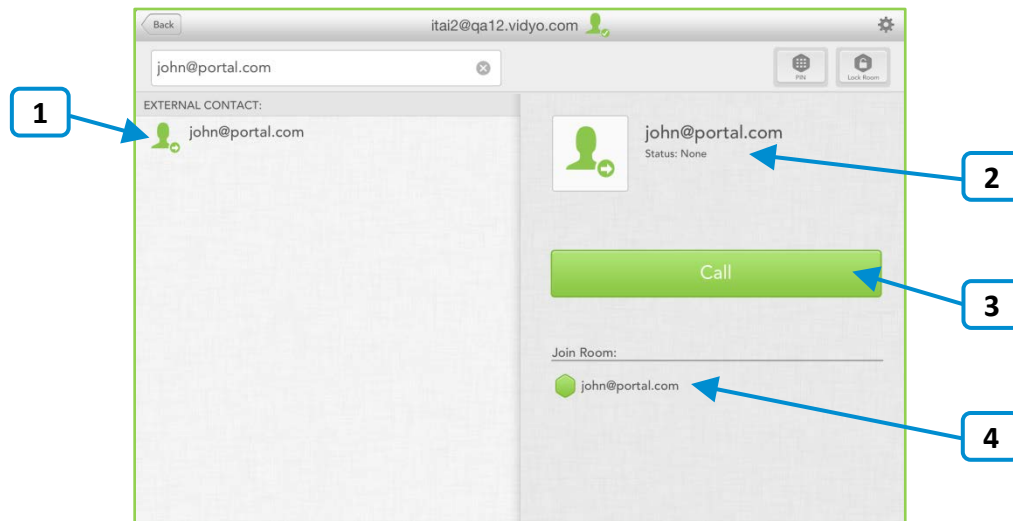 Back
itai2@qa12.vidyo.com
john@portal.com
PIN
Lock Room
EXTERNAL CONTACT:
1
john@portal.com
john@portal.com
Status: None
2
Call
3
Join Room:
john@portal.com
4